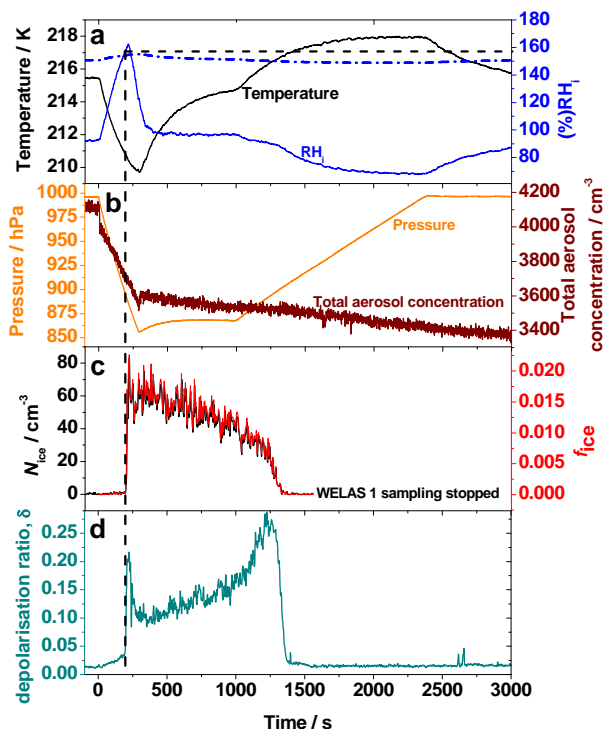 a
Temperature / K
218
216
214
212
210
Temperature
RHi
180
160
140
120
100
80
(%)RHi
b
Pressure / hPa
1000
975
950
925
900
875
850
Pressure
Total aerosol concentration
4200
4000
3800
3600
3400
Total aerosol
concentration / cm-3
c
Nice / cm-3
80
60
40
20
0
WELAS 1 sampling stopped
0.020
0.015
0.010
0.005
0.000
fice
d
depolarisation ratio, δ
0.25
0.20
0.15
0.10
0.05
0.00
0 500 1000 1500 2000 2500 3000
Time / s